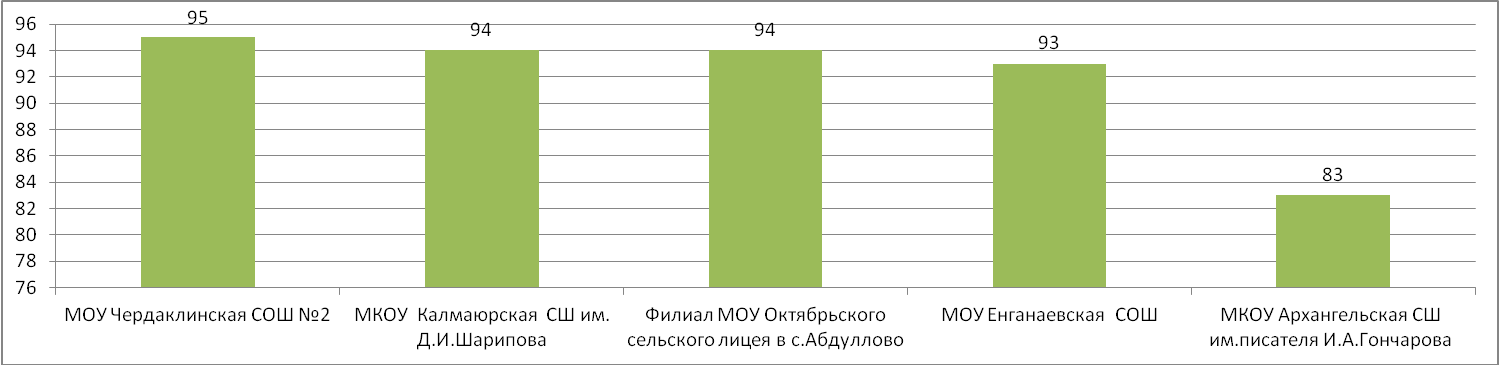 96
94
92
90
88
86
84
82
80
78
76
95
94
94
93
83
МОУ Чердаклинская СОШ №2
МКОУ Калмаюрская СШ им.
Д.И.Шарипова
Филиал МОУ Октябрьского
сельского лицея в с.Абдуллово
МОУ Енганаевская СОШ
МКОУ Архангельская СШ
им.писателя И.А.Гончарова